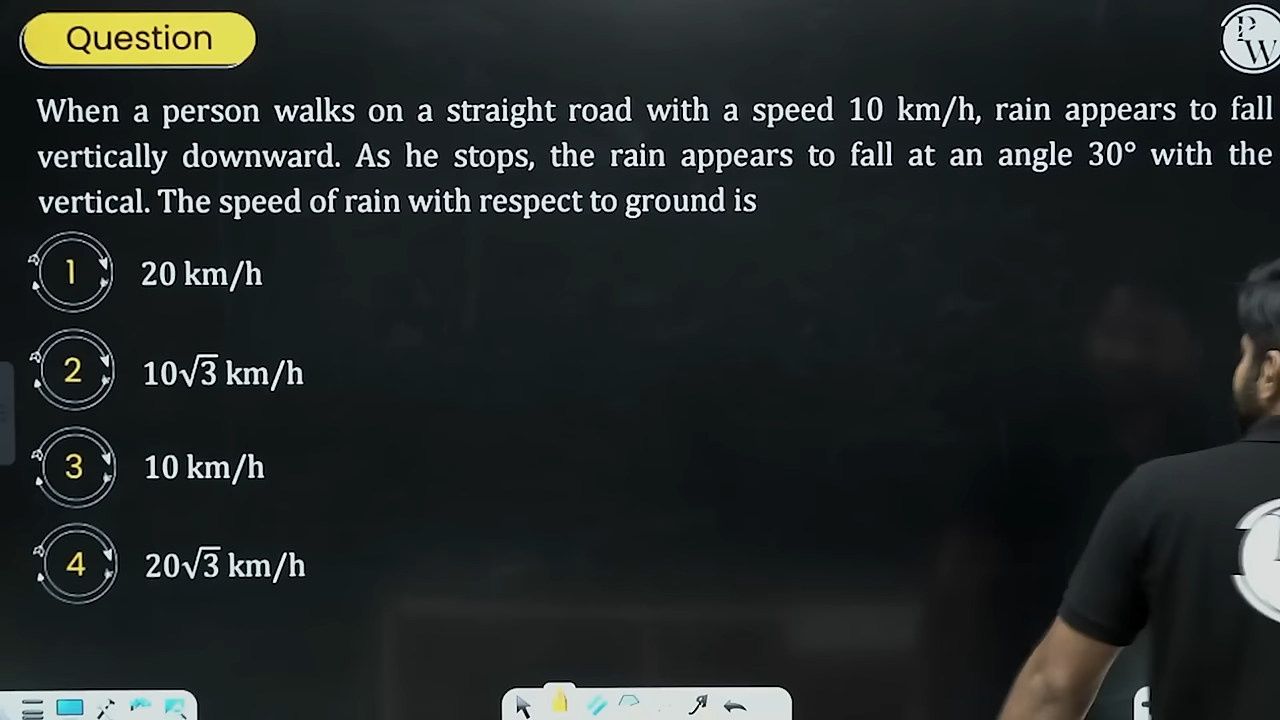 Question
PW
When a person walks on a straight road with a speed 10 km/h, rain appears to fall
vertically downward. As he stops, the rain appears to fall at an angle 30° with the
vertical. The speed of rain with respect to ground is
1 20 km/h
2 10√3 km/h
3 10 km/h
4 20√3 km/h